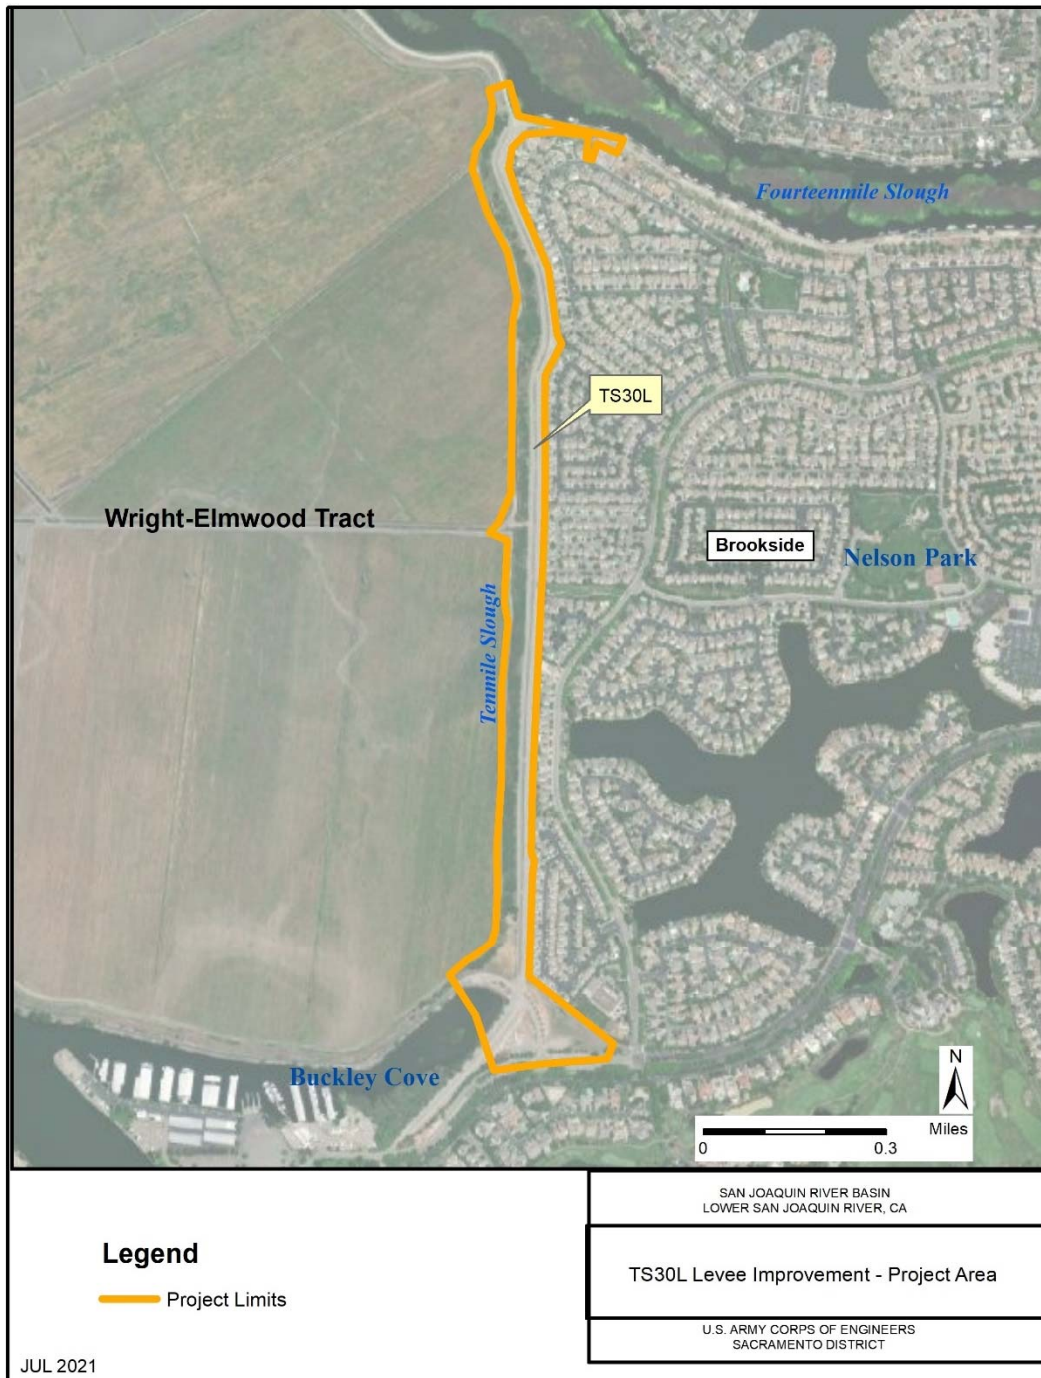 Fourteenmile Slough
TS30L
Wright-Elmwood Tract
Brookside
Nelson Park
Tenmile Slough
Buckley Cove
N
Miles
0 0.3
Legend
Project Limits
JUL 2021
SAN JOAQUIN RIVER BASIN
LOWER SAN JOAQUIN RIVER, CA
TS30L Levee Improvement - Project Area
U.S. ARMY CORPS OF ENGINEERS
SACRAMENTO DISTRICT